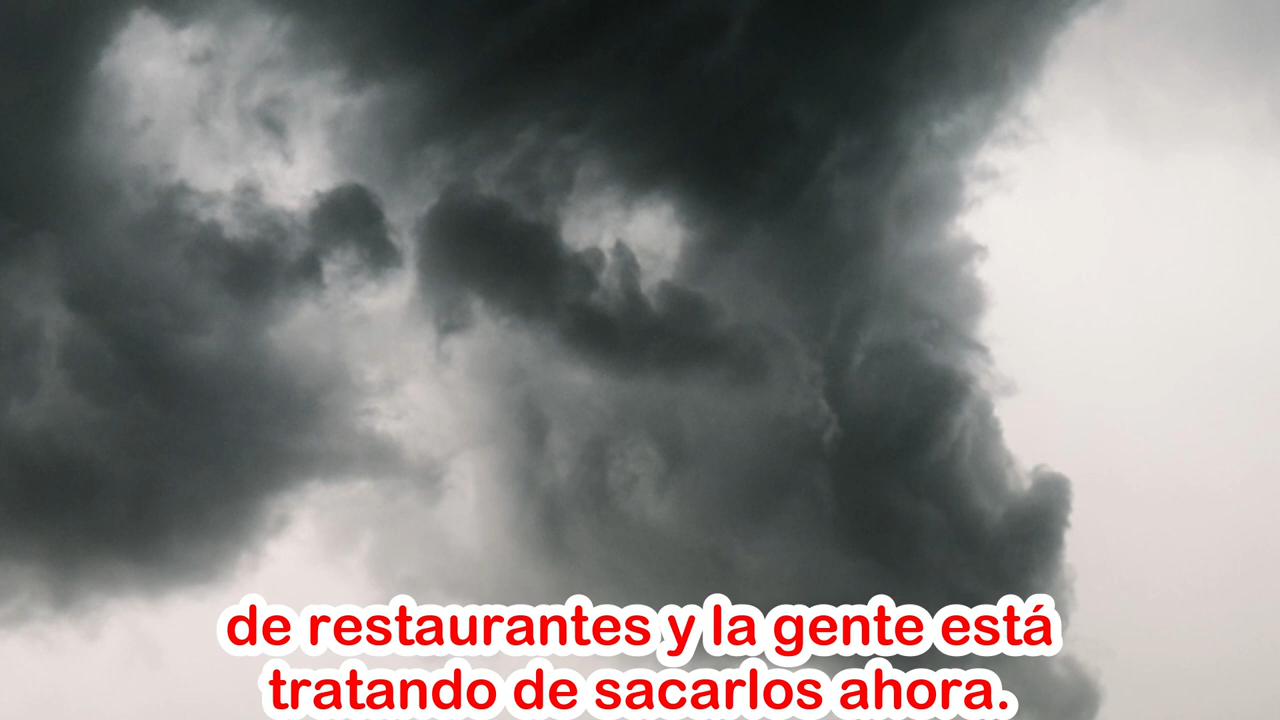 de restaurantes y la gente está
tratando de sacarlos ahora.